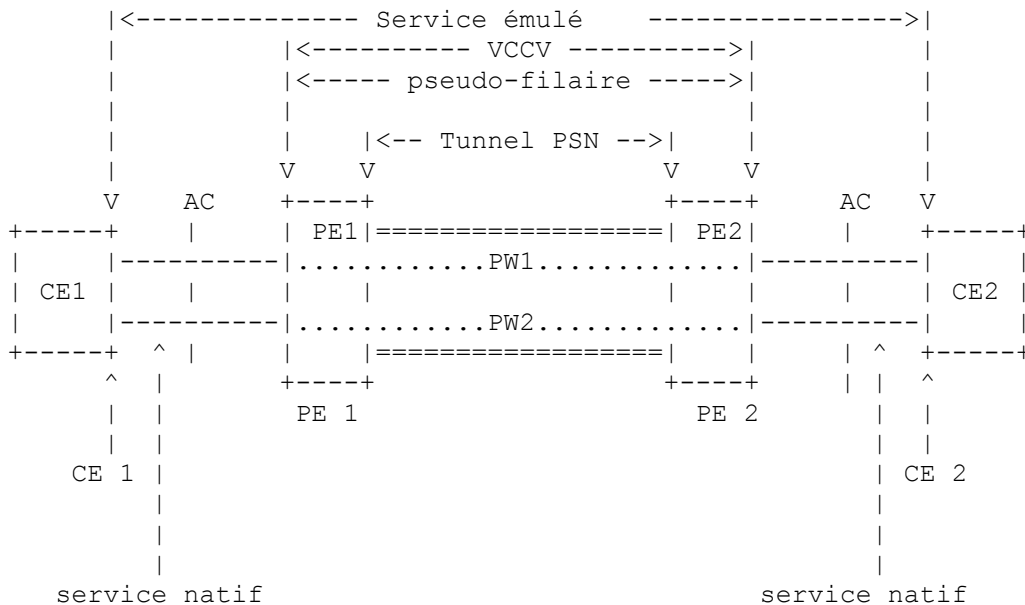 |<-------------- Service émulé ---------------->|
|<---------- VCCV ---------->|
|<----- pseudo-filaire ----->|
|<-- Tunnel PSN -->|
V V V V
V AC +----+ +----+ AC V
+-----+ | | PE1|==================| PE2| | +-----+
| |----------|............PW1.............|----------| |
| CE1 | | | | | | | | CE2 |
| |----------|............PW2.............|----------| |
+-----+ ^ | | |==================| | | ^ +-----+
^ | +----+ +----+ | | ^
| | PE 1 PE 2 | |
CE 1 | | CE 2
service natif service natif